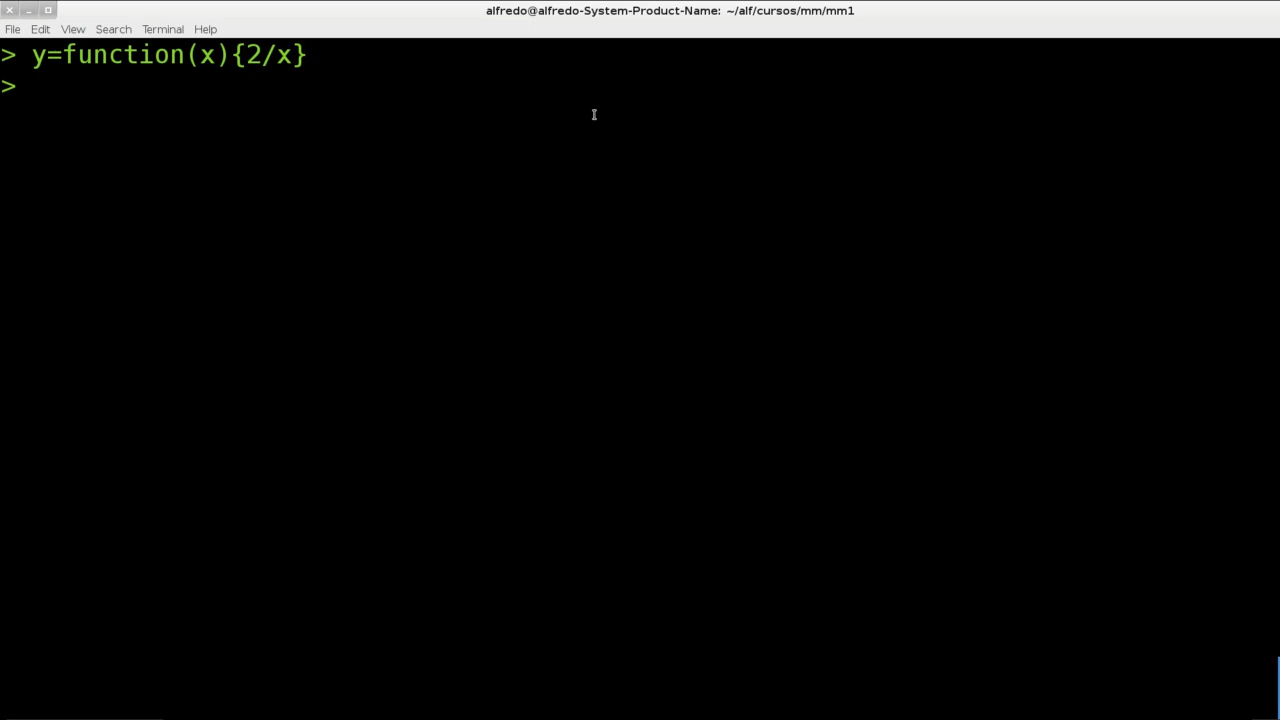 alfredo@alfredo-System-Product-Name: ~/alf/cursos/mm/mm1
File Edit View Search Terminal Help
> y=function(x){2/x}
>